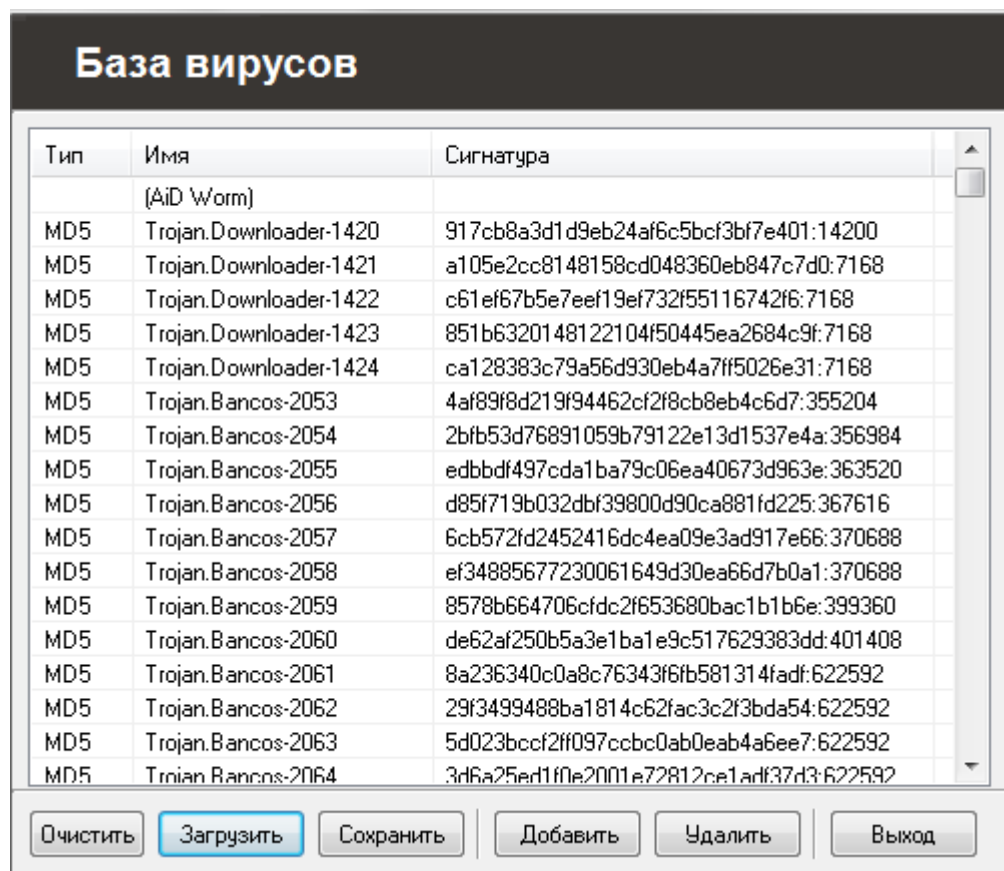 База вирусов
Тип Имя Сигнатура
(AiD Worm)
MD5 Trojan.Downloader-1420 917cb8a3d1d9eb24af6c5bcf3bf7e401:14200
MD5 Trojan.Downloader-1421 a105e2cc8148158cd048360eb847c7d0:7168
MD5 Trojan.Downloader-1422 c61ef67b5e7eef19ef732f55116742f6:7168
MD5 Trojan.Downloader-1423 851b6320148122104f50445ea2684c9f:7168
MD5 Trojan.Downloader-1424 ca128383c79a56d930eb4a7ff5026e31:7168
MD5 Trojan.Bancos-2053 4af89f8d219f94462cf2f8cb8eb4c6d7:355204
MD5 Trojan.Bancos-2054 2bfb53d76891059b79122e13d1537e4a:356984
MD5 Trojan.Bancos-2055 edbbdf497cda1ba79c06ea40673d963e:363520
MD5 Trojan.Bancos-2056 d85f719b032dbf39800d90ca881fd225:367616
MD5 Trojan.Bancos-2057 6cb572fd2452416dc4ea09e3ad917e66:370688
MD5 Trojan.Bancos-2058 ef34885677230061649d30ea66d7b0a1:370688
MD5 Trojan.Bancos-2059 8578b664706cfdc2f653680bac1b1b6e:399360
MD5 Trojan.Bancos-2060 de62af250b5a3e1ba1e9c517629383dd:401408
MD5 Trojan.Bancos-2061 8a236340c0a8c76343f6fb581314fadf:622592
MD5 Trojan.Bancos-2062 29f3499488ba1814c62fac3c2f3bda54:622592
MD5 Trojan.Bancos-2063 5d023bccf2ff097ccbc0ab0eab4a6ee7:622592
MD5 Trojan.Bancos-2064 3d6a25ed1f0e2001e72812ce1adf37d3:622592
Очистить Загрузить Сохранить Добавить Удалить Выход